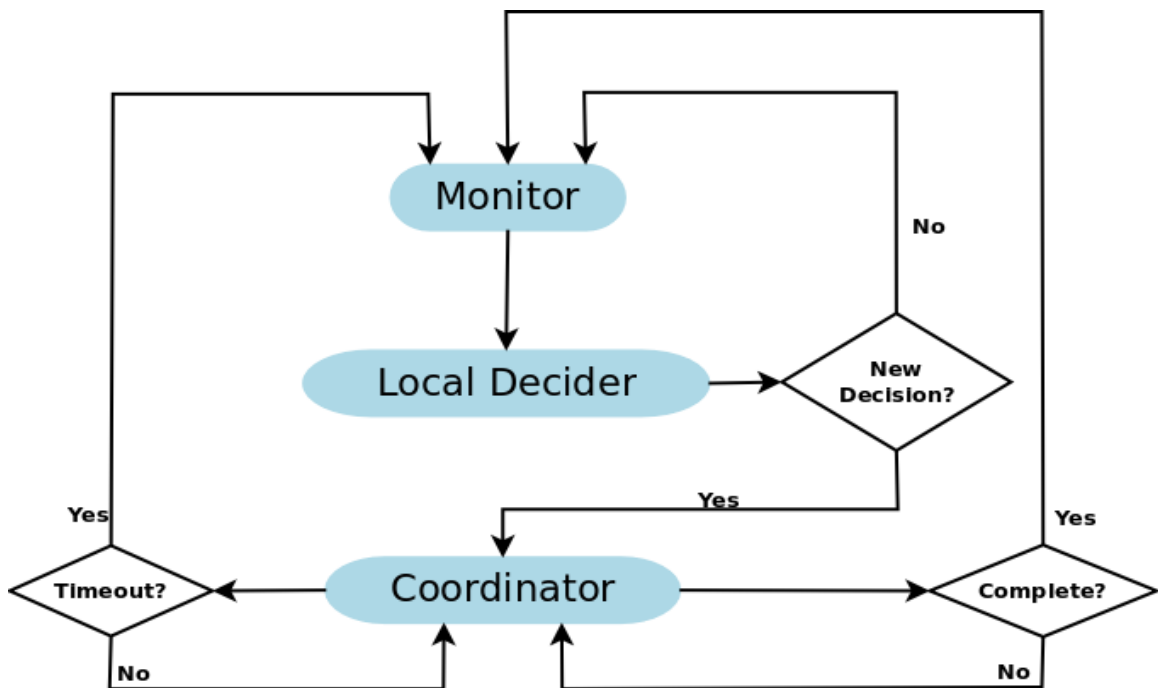 Monitor
No
Local Decider
New
Decision?
Yes
Yes
Yes
Timeout?
Coordinator
Complete?
No
No